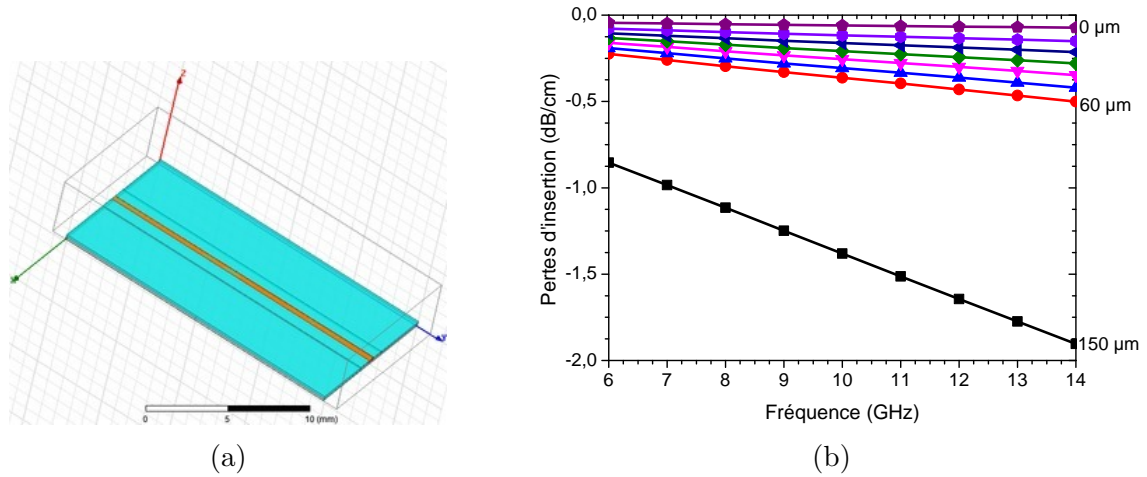 z
0
5
10 (mm)
(a)
0,0
-0,5
-1,0
-1,5
-2,0
6 7 8 9 10 11 12 13 14
Pertes d'insertion (dB/cm)
Fréquence (GHz)
0 µm
60 µm
150 µm
(b)